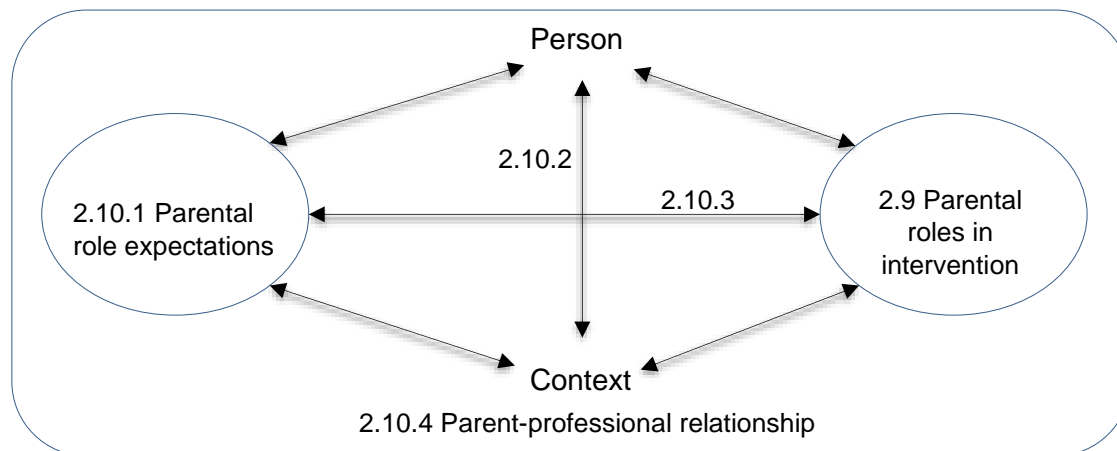 Person
2.10.2
2.10.3
2.10.1 Parental
role expectations
2.9 Parental
roles in
intervention
Context
2.10.4 Parent-professional relationship